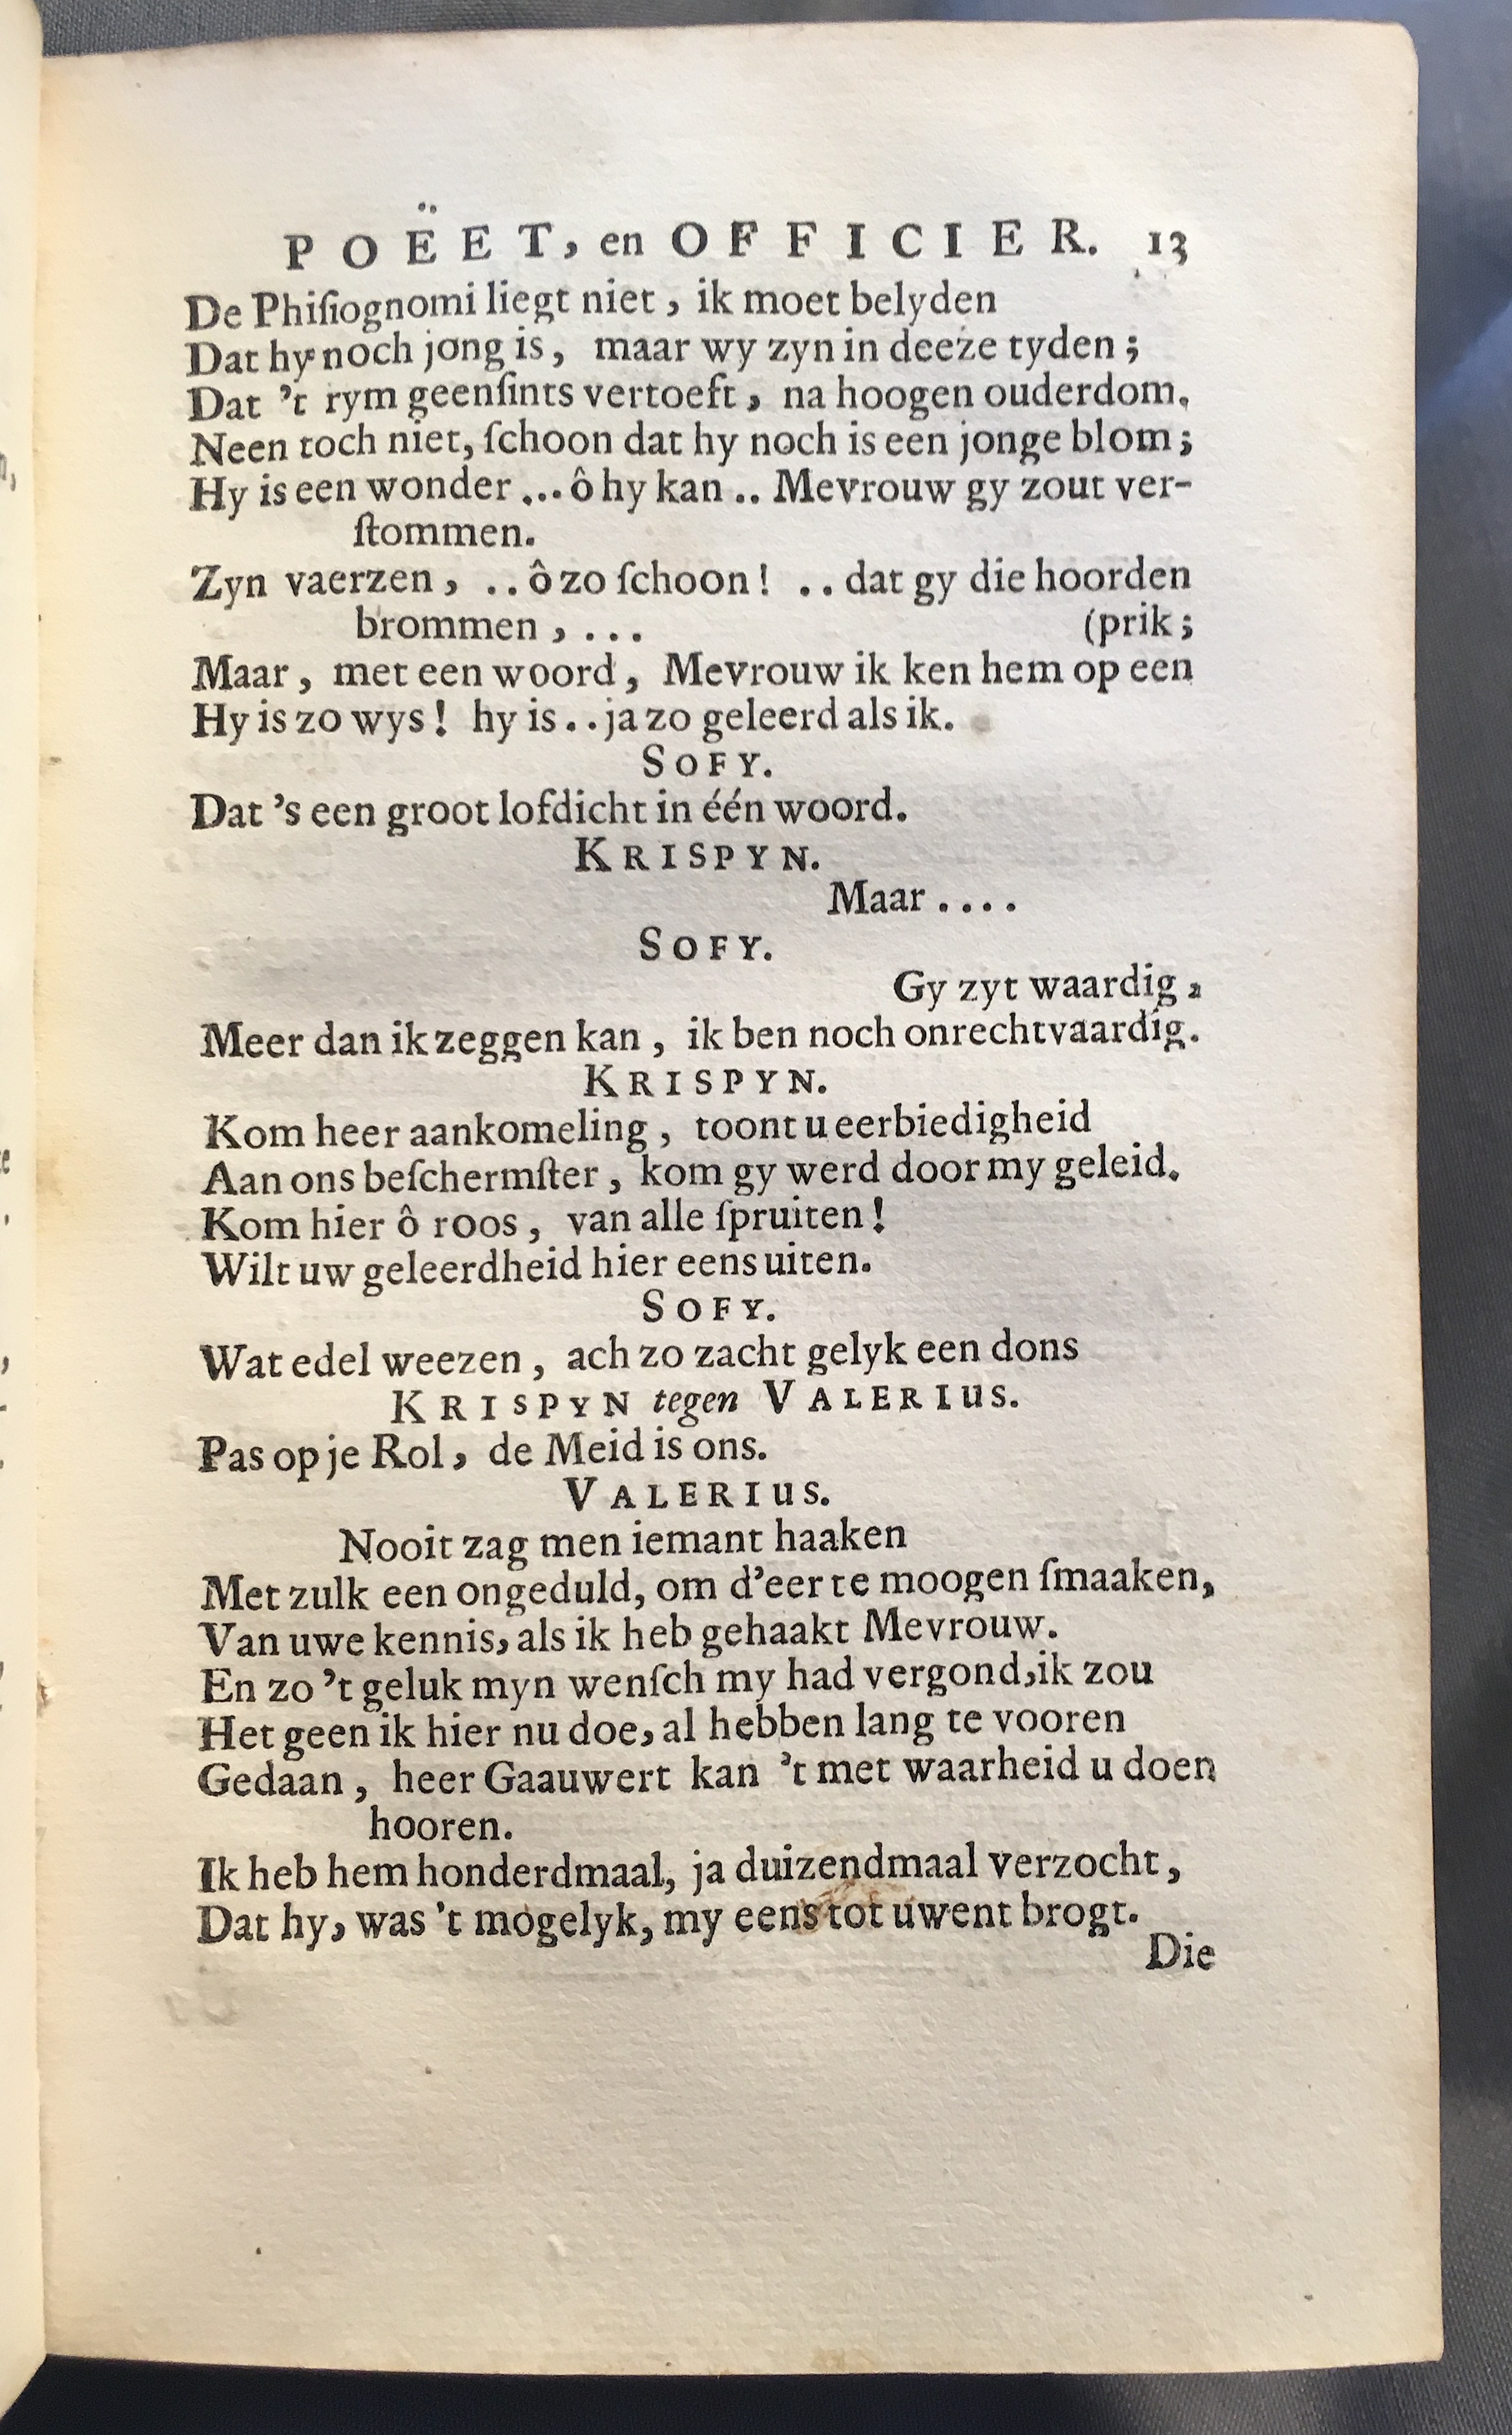 POËET, en OFFICIER. 13
De Phiſiognomi liegt niet, ik moet belyden
Dat hy noch jong is, maar wy zyn in deeze tyden;
Dat 't rym geenſints vertoeft, na hoogen ouderdom.
Neen toch niet, ſchoon dat hy noch is een jonge blom;
Hy is een wonder... ô hy kan.. Mevrouw gy zout ver-
ſtommen.
Zyn vaerzen, .. ô zo ſchoon! .. dat gy die hoorden
brommen,... (prik;
Maar, met een woord, Mevrouw ik ken hem op een
Hy is zo wys! hy is.. ja zo geleerd als ik.
SOFY.
Dat 's een groot lofdicht in één woord.
KRISPYN.
Maar....
SOFY.
Gy zyt waardig,
Meer dan ik zeggen kan, ik ben noch onrechtvaardig.
KRISPYN.
Kom heer aankomeling, toont u eerbiedigheid
Aan ons beſchermſter, kom gy werd door my geleid.
Kom hier ô roos, van alle ſpruiten!
Wilt uw geleerdheid hier eens uiten.
SOFY.
Wat edel weezen, ach zo zacht gelyk een dons
KRISPYN tegen VALERIUS.
Pas op je Rol, de Meid is ons.
VALERIUS.
Nooit zag men iemant haaken
Met zulk een ongeduld, om d'eer te moogen ſmaaken,
Van uwe kennis, als ik heb gehaakt Mevrouw.
En zo 't geluk myn wenſch my had vergond, ik zou
Het geen ik hier nu doe, al hebben lang te vooren
Gedaan, heer Gaauwert kan 't met waarheid u doen
hooren.
Ik heb hem honderdmaal, ja duizendmaal verzocht,
Dat hy, was 't mogelyk, my eens tot uwent brogt.
Die